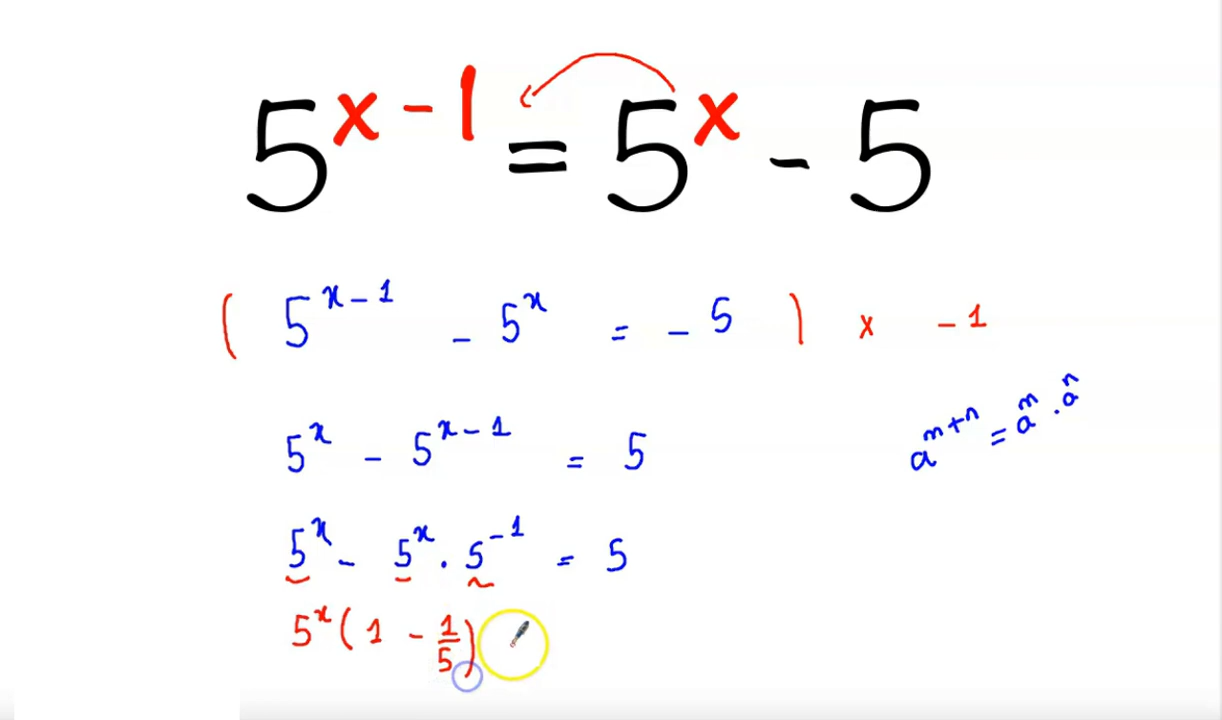 5^{x-1} = 5^x - 5
( 5^{x-1} - 5^x = -5 ) x -1
5^x - 5^{x-1} = 5
a^{m+n} = a^m . a^n
5^x - 5^x . 5^{-1} = 5
5^x ( 1 - \frac{1}{5} )